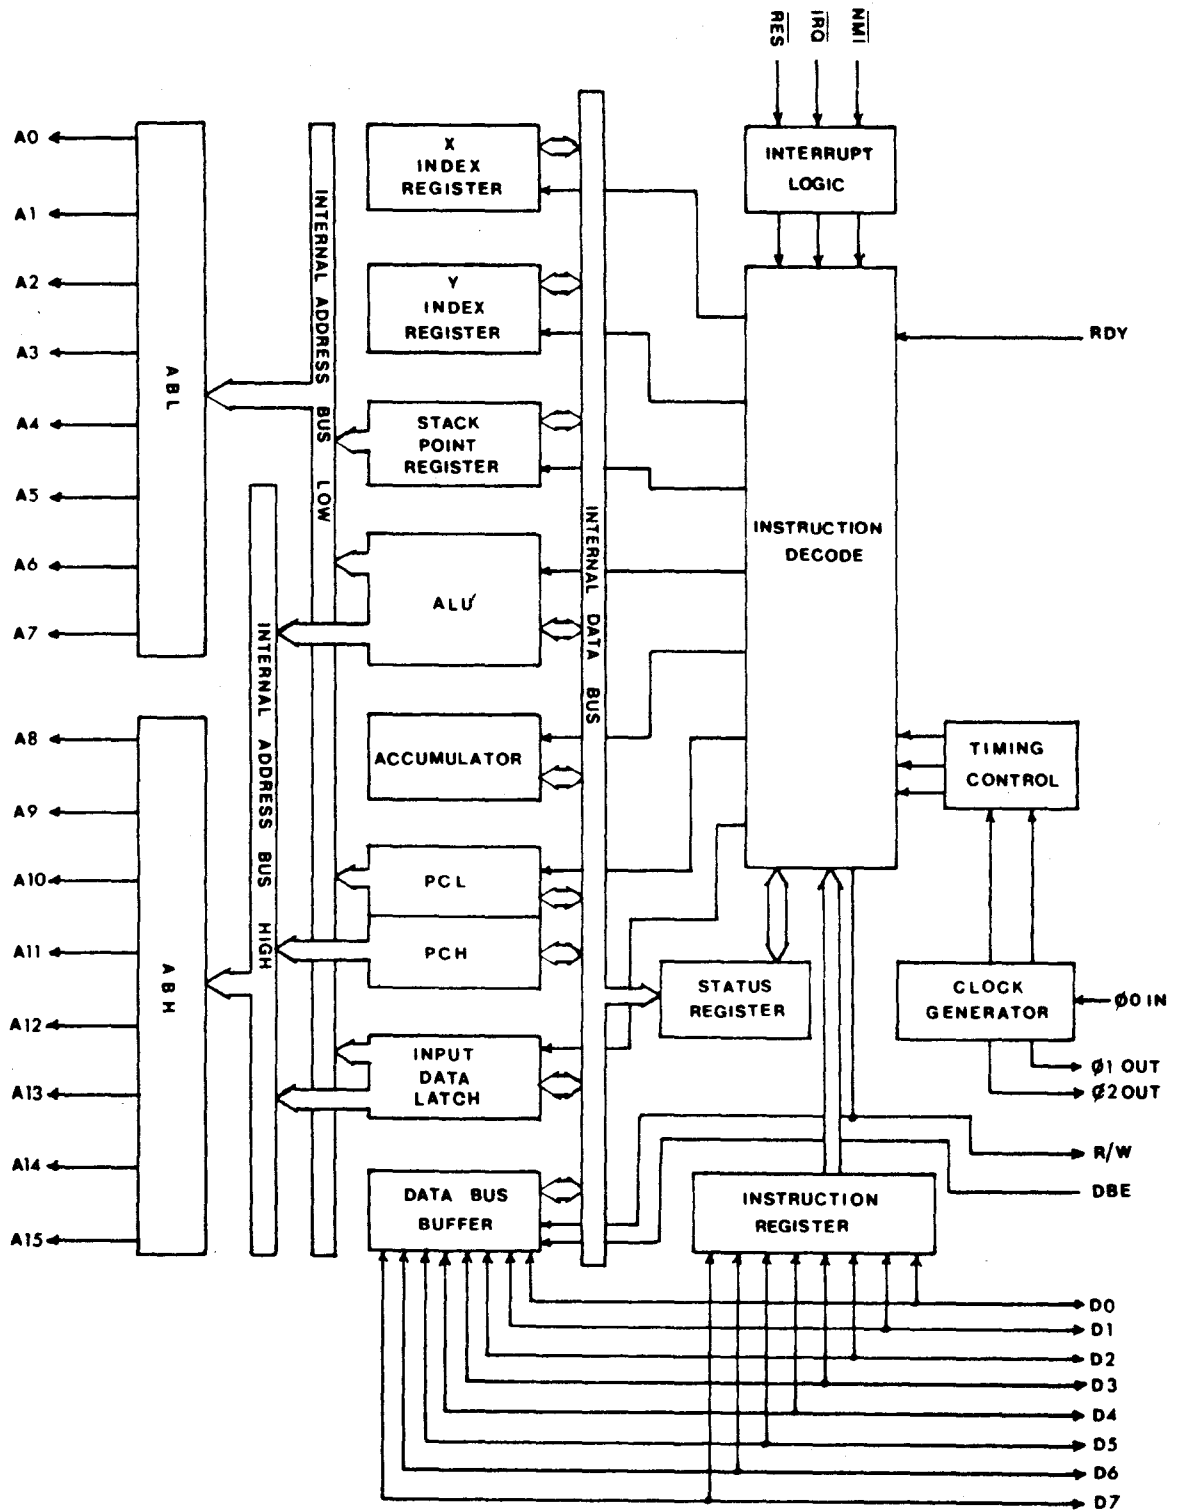 RES
IRQ
NMI
A0
A1
A2
A3
A4
A5
A6
A7
ABL
A8
A9
A10
A11
A12
A13
A14
A15
ABH
INTERNAL ADDRESS BUS LOW
INTERNAL ADDRESS BUS HIGH
X
INDEX
REGISTER
Y
INDEX
REGISTER
STACK
POINT
REGISTER
ALU
ACCUMULATOR
PCL
PCH
INPUT
DATA
LATCH
DATA BUS
BUFFER
INTERNAL DATA BUS
INTERRUPT
LOGIC
INSTRUCTION
DECODE
RDY
TIMING
CONTROL
STATUS
REGISTER
CLOCK
GENERATOR
Ø0 IN
Ø1 OUT
Ø2 OUT
R/W
DBE
INSTRUCTION
REGISTER
D0
D1
D2
D3
D4
D5
D6
D7